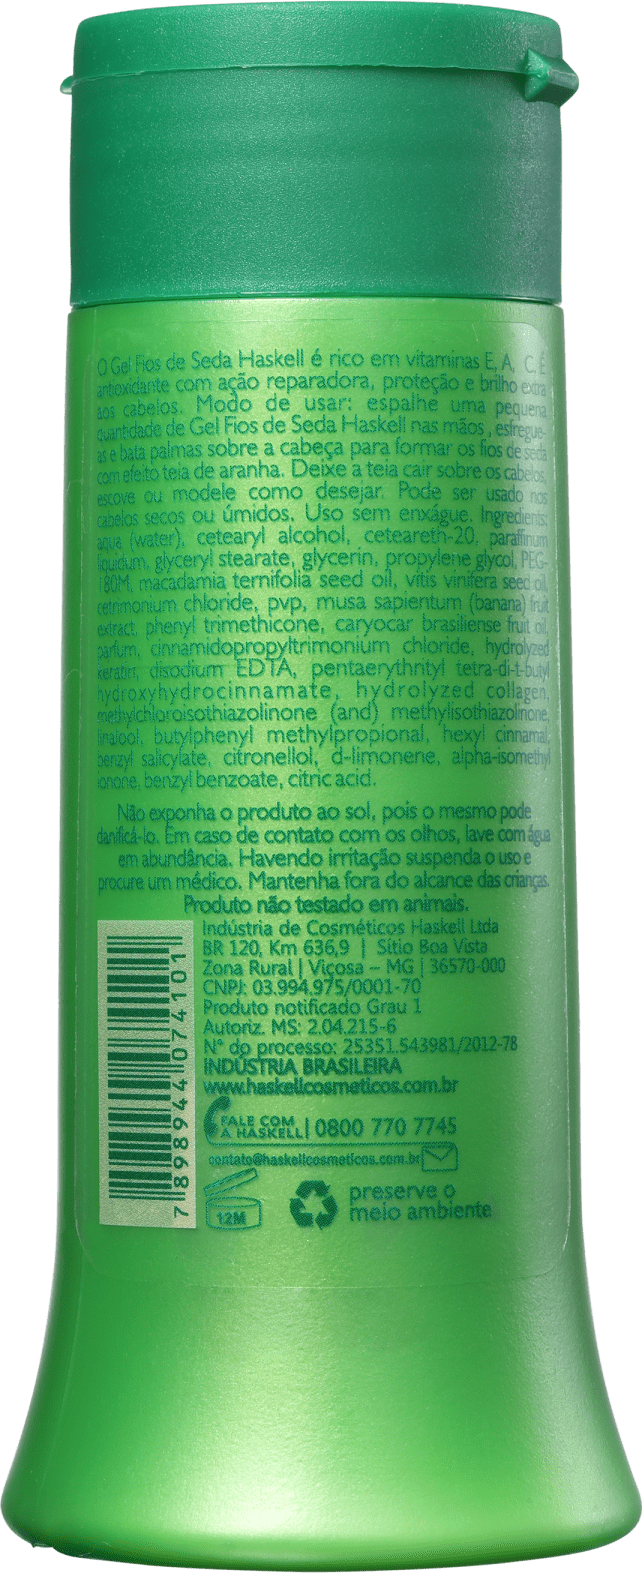 O Gel Fios de Seda Haskell é rico em vitaminas E, A, C. É
antioxidante com ação reparadora, proteção e brilho extra
aos cabelos. Modo de usar: espalhe uma pequena
quantidade de Gel Fios de Seda Haskell nas mãos, esfregue-
as e bata palmas sobre a cabeça para formar os fios de seda
com efeito teia de aranha. Deixe a teia cair sobre os cabelos,
escove ou modele como desejar. Pode ser usado nos
cabelos secos ou úmidos. Uso sem enxágue. Ingredients:
aqua (water), cetearyl alcohol, ceteareth-20, paraffinum
liquidum, glyceryl stearate, glycerin, propylene glycol, PEG-
180M, macadamia ternifolia seed oil, vitis vinifera seed oil,
cetrimonium chloride, pvp, musa sapientum (banana) fruit
extract, phenyl trimethicone, caryocar brasiliense fruit oil,
parfum, cinnamidopropyltrimonium chloride, hydrolyzed
keratin, disodium EDTA, pentaerythrityl tetra-di-t-butyl
hydroxyhydrocinnamate, hydrolyzed collagen,
methylchloroisothiazolinone (and) methylisothiazolinone,
linalool, butylphenyl methylpropional, hexyl cinnamal,
benzyl salicylate, citronellol, d-limonene, alpha-isomethyl
ionone, benzyl benzoate, citric acid.
Não exponha o produto ao sol, pois o mesmo pode
danificá-lo. Em caso de contato com os olhos, lave com água
em abundância. Havendo irritação suspenda o uso e
procure um médico. Mantenha fora do alcance das crianças.
Produto não testado em animais.
Indústria de Cosméticos Haskell Ltda
BR 120, Km 636,9 | Sítio Boa Vista
Zona Rural | Viçosa – MG | 36570-000
CNPJ: 03.994.975/0001-70
Produto notificado Grau 1
Autoriz. MS: 2.04.215-6
N° do processo: 25351.543981/2012-78
INDÚSTRIA BRASILEIRA
www.haskellcosmeticos.com.br
FALE COM
A HASKELL | 0800 770 7745
contato@haskellcosmeticos.com.br
7 898944 074101
12M
preserve o
meio ambiente